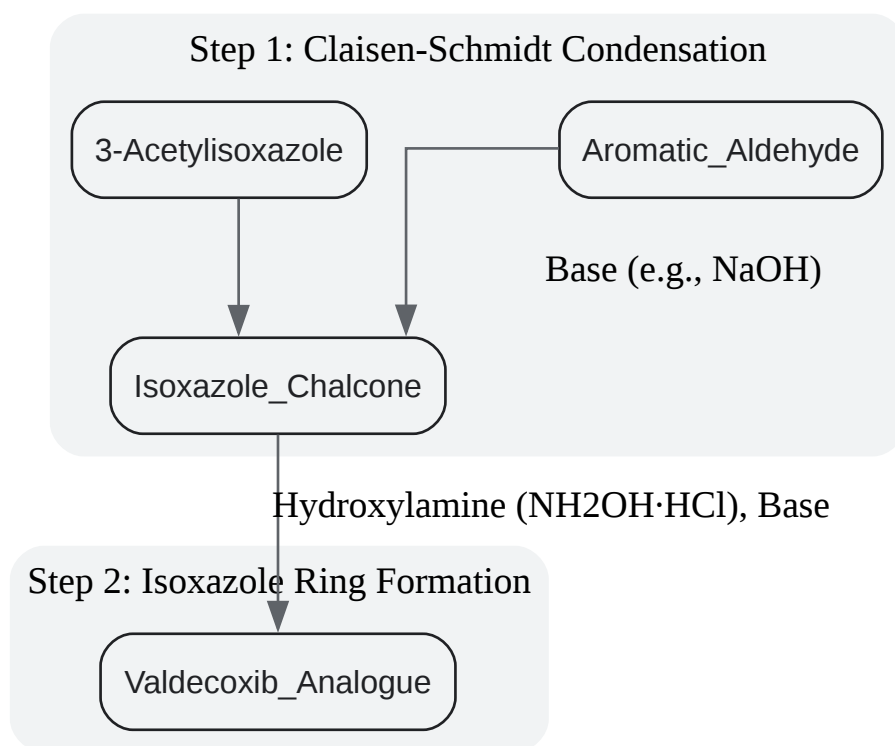 Step 1: Claisen-Schmidt Condensation
3-Acetylisoxazole
Aromatic_Aldehyde
Base (e.g., NaOH)
Isoxazole_Chalcone
Hydroxylamine (NH2OH·HCl), Base
Step 2: Isoxazole Ring Formation
Valdecoxib_Analogue